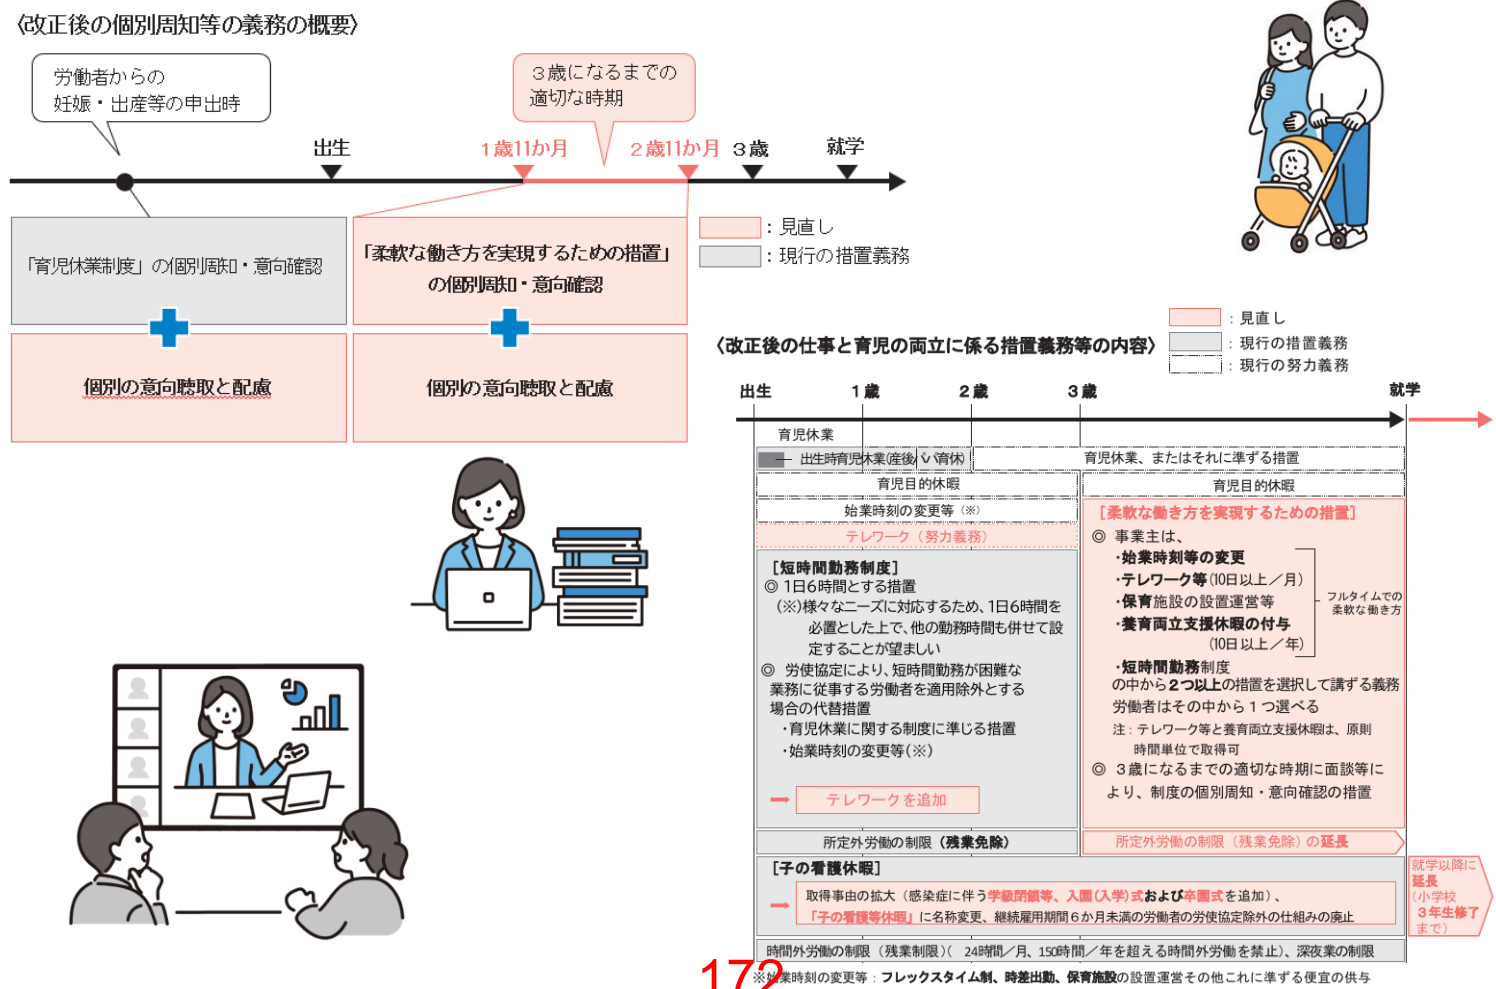 〈改正後の個別周知等の義務の概要〉
労働者からの
妊娠・出産等の申出時
3歳になるまでの
適切な時期
出生
1歳11か月
2歳11か月
3歳
就学
「育児休業制度」の個別周知・意向確認
「柔軟な働き方を実現するための措置」
の個別周知・意向確認
：見直し
：現行の措置義務
個別の意向聴取と配慮
個別の意向聴取と配慮
：見直し
：現行の措置義務
：現行の努力義務
〈改正後の仕事と育児の両立に係る措置義務等の内容〉
出生
1歳
2歳
3歳
就学
育児休業
出生時育児休業(産後パパ育休)
育児休業、またはそれに準ずる措置
育児目的休暇
育児目的休暇
始業時刻の変更等（※）
テレワーク（努力義務）
［短時間勤務制度］
◎ 1日6時間とする措置
（※）様々なニーズに対応するため、1日6時間を
必置とした上で、他の勤務時間も併せて設
定することが望ましい
◎ 労使協定により、短時間勤務が困難な
業務に従事する労働者を適用除外とする
場合の代替措置
・育児休業に関する制度に準じる措置
・始業時刻の変更等(※)
テレワークを追加
［柔軟な働き方を実現するための措置］
◎ 事業主は、
・始業時刻等の変更
・テレワーク等(10日以上／月)
・保育施設の設置運営等
・養育両立支援休暇の付与
(10日以上／年)
・短時間勤務制度
フルタイムでの
柔軟な働き方
の中から2つ以上の措置を選択して講ずる義務
労働者はその中から1つ選べる
注：テレワーク等と養育両立支援休暇は、原則
時間単位で取得可
◎ 3歳になるまでの適切な時期に面談等に
より、制度の個別周知・意向確認の措置
所定外労働の制限（残業免除）
所定外労働の制限（残業免除）の延長
［子の看護休暇］
取得事由の拡大（感染症に伴う学級閉鎖等、入園(入学)式および卒園式を追加）、
「子の看護等休暇」に名称変更、継続雇用期間6か月未満の労働者の労使協定除外の仕組みの廃止
就学以降に
延長
(小学校
3年生修了
まで）
時間外労働の制限（残業制限）( 24時間／月、150時間／年を超える時間外労働を禁止)、深夜業の制限
※始業時刻の変更等：フレックスタイム制、時差出勤、保育施設の設置運営その他これに準ずる便宜の供与
172